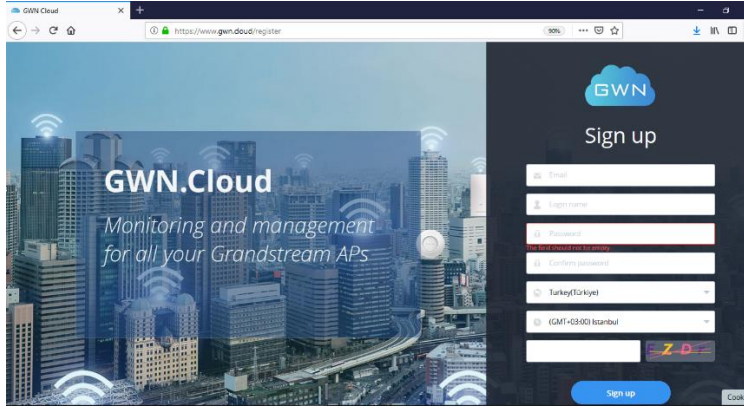 GWN Cloud
https://www.gwn.cloud/register
90%
GWN
Sign up
GWN.Cloud
Monitoring and management
for all your Grandstream APs
Email
Login name
Password
The field should not be empty
Confirm password
Turkey(Türkiye)
(GMT+03:00) Istanbul
Sign up
Cook